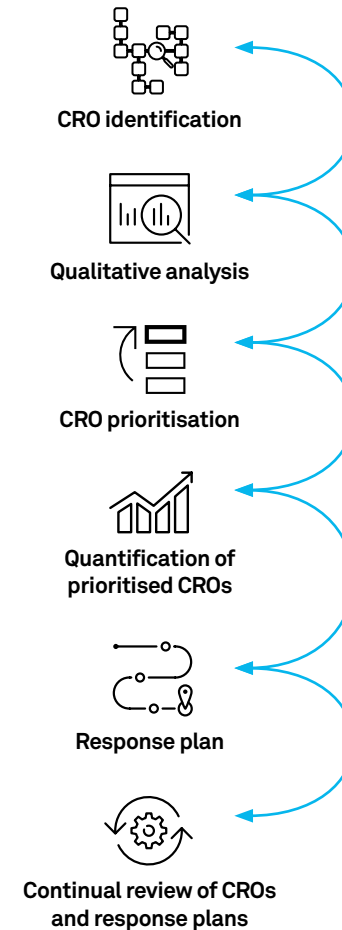 CRO identification
Qualitative analysis
CRO prioritisation
Quantification of
prioritised CROs
Response plan
Continual review of CROs
and response plans